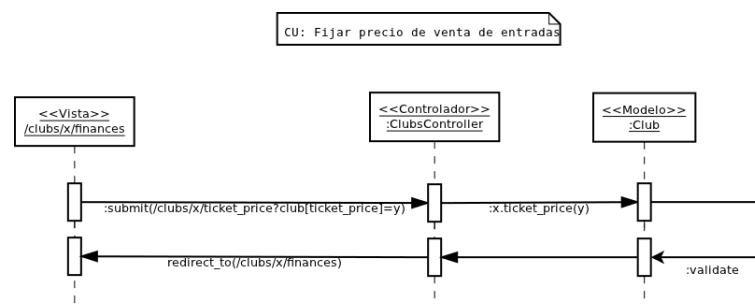 CU: Fijar precio de venta de entradas
<<Vista>>
/clubs/x/finances
<<Controlador>>
:ClubsController
<<Modelo>>
:Club
:submit(/clubs/x/ticket_price?club[ticket_price]=y)
:x.ticket_price(y)
redirect_to(/clubs/x/finances)
:validate